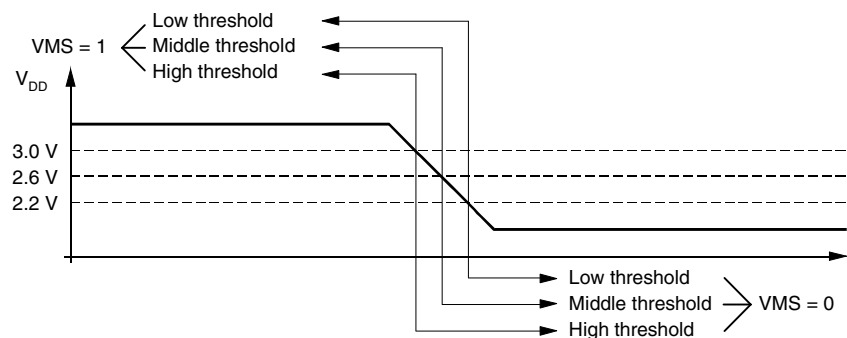 Low threshold
VMS = 1
Middle threshold
High threshold
VDD
3.0 V
2.6 V
2.2 V
Low threshold
Middle threshold
VMS = 0
High threshold